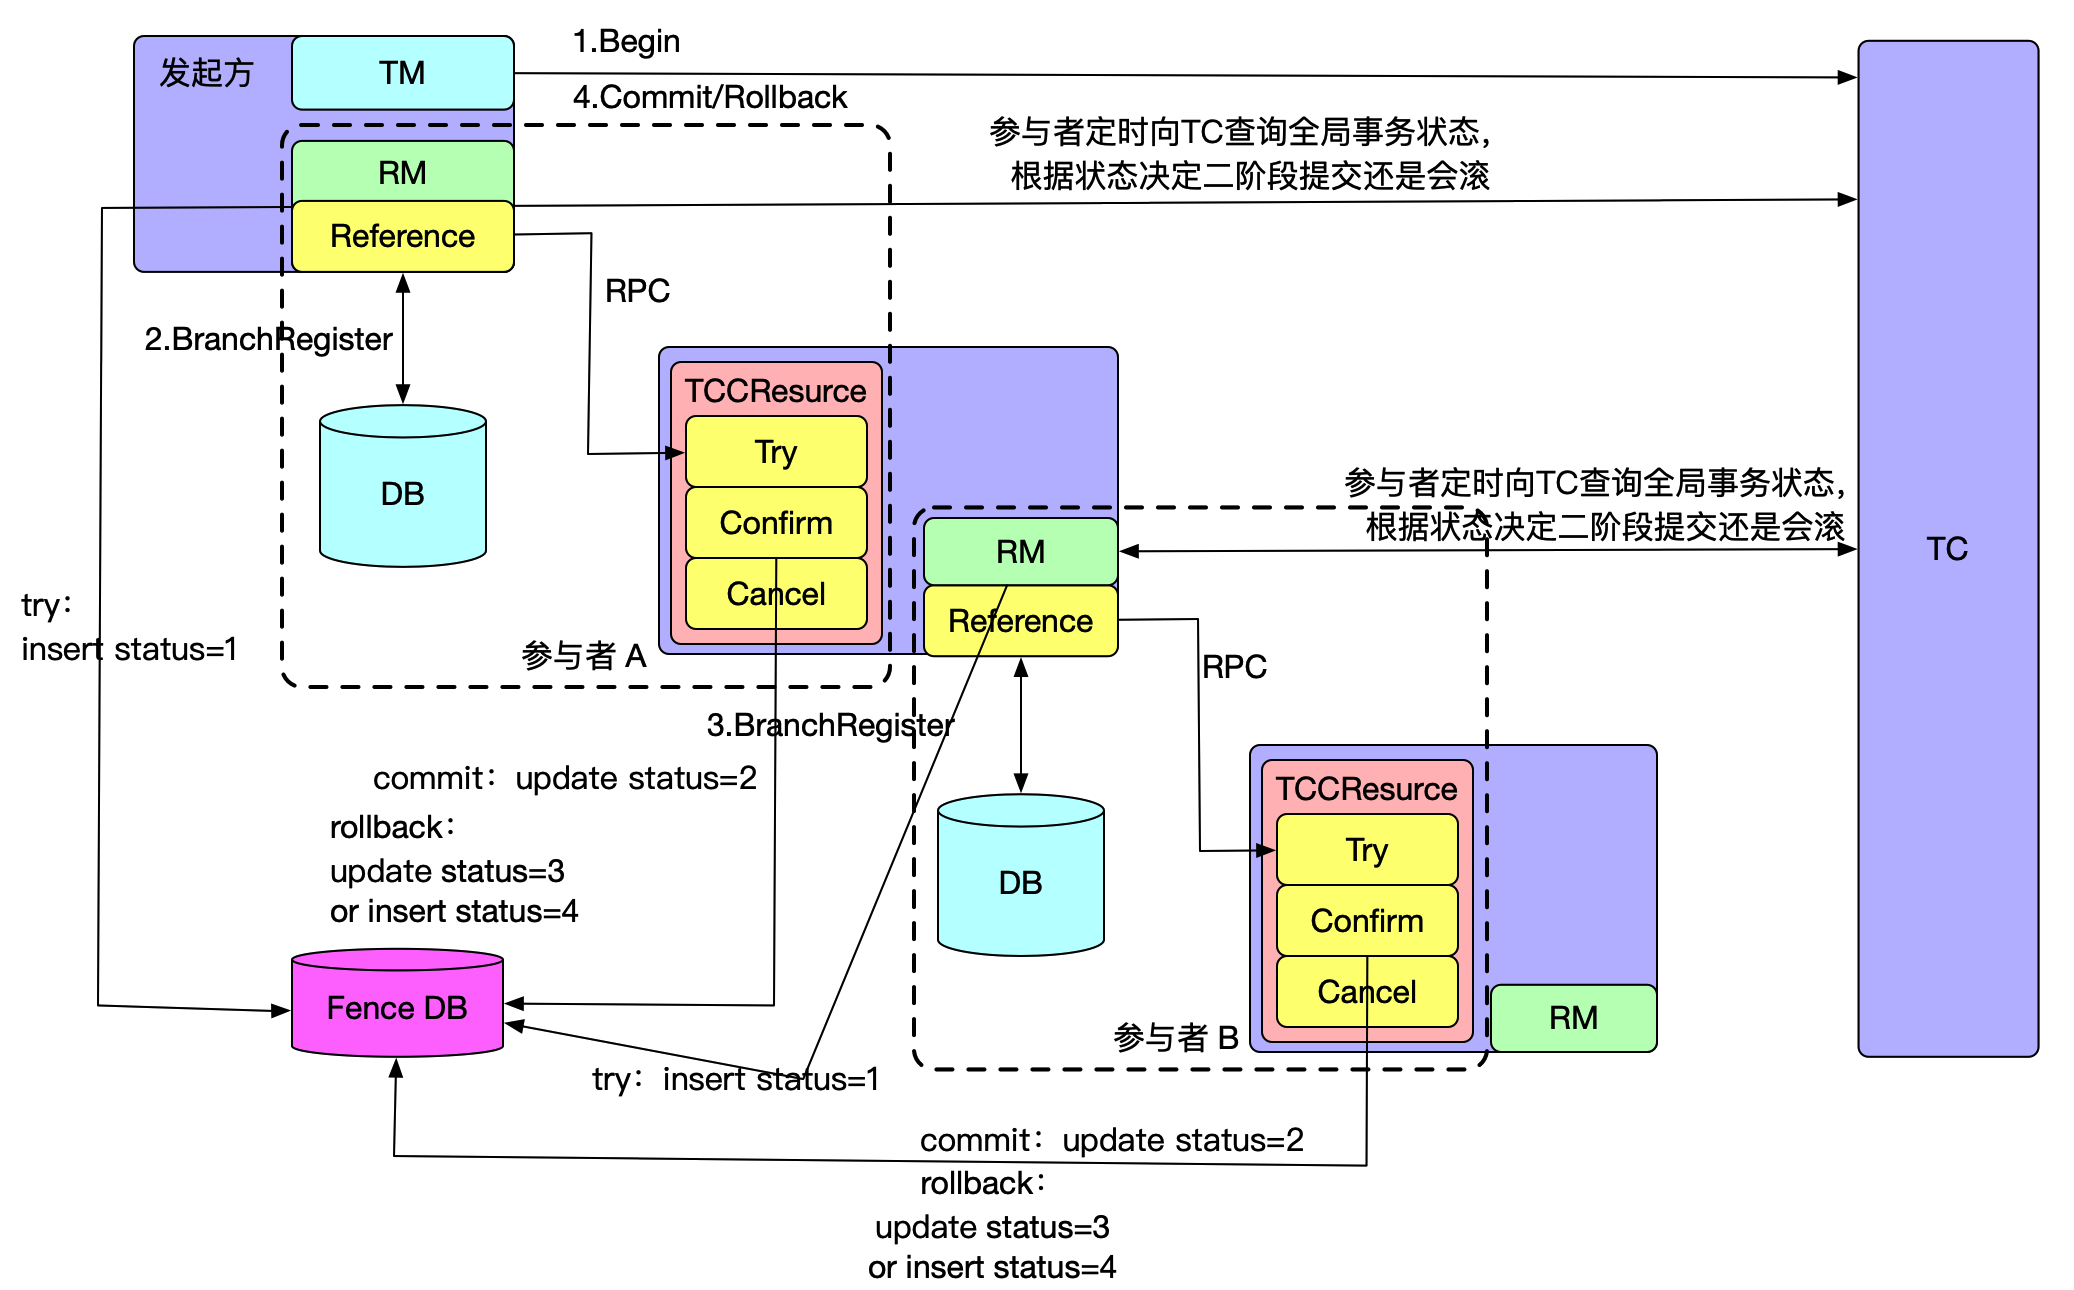 发起方
TM
1.Begin
4.Commit/Rollback
参与者定时向TC查询全局事务状态，
根据状态决定二阶段提交还是会滚
RM
Reference
RPC
2.BranchRegister
DB
TCCResurce
Try
Confirm
Cancel
参与者 A
参与者定时向TC查询全局事务状态，
根据状态决定二阶段提交还是会滚
TC
RM
Reference
RPC
try：
insert status=1
3.BranchRegister
commit：update status=2
rollback：
update status=3
or insert status=4
DB
TCCResurce
Try
Confirm
Cancel
RM
参与者 B
Fence DB
try：insert status=1
commit：update status=2
rollback：
update status=3
or insert status=4